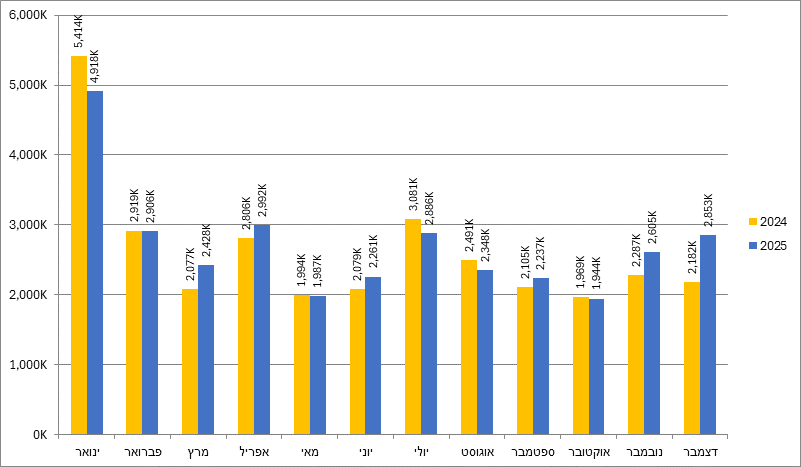 6,000K
5,000K
4,000K
3,000K
2,000K
1,000K
0K
5,414K
4,918K
2,919K
2,906K
2,077K
2,428K
2,806K
2,992K
1,994K
1,987K
2,079K
2,261K
3,081K
2,886K
2,491K
2,348K
2,105K
2,237K
1,969K
1,944K
2,287K
2,605K
2,182K
2,853K
ינואר
פברואר
מרץ
אפריל
מאי
יוני
יולי
אוגוסט
ספטמבר
אוקטובר
נובמבר
דצמבר
2024
2025